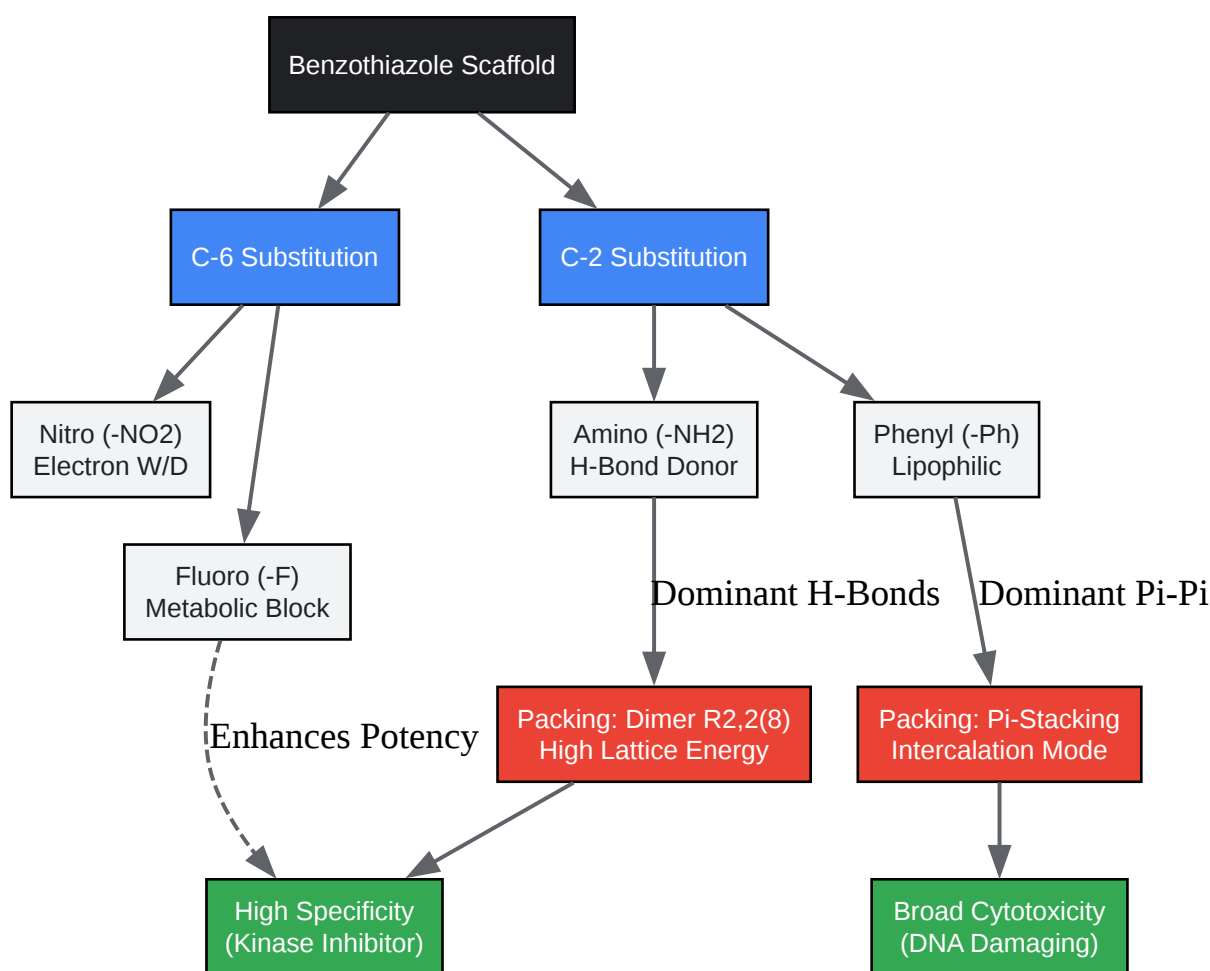 Benzothiazole Scaffold
C-6 Substitution
C-2 Substitution
Nitro (-NO2)
Electron W/D
Amino (-NH2)
H-Bond Donor
Phenyl (-Ph)
Lipophilic
Fluoro (-F)
Metabolic Block
Dominant H-Bonds
Dominant Pi-Pi
Enhances Potency
Packing: Dimer R2,2(8)
High Lattice Energy
Packing: Pi-Stacking
Intercalation Mode
High Specificity
(Kinase Inhibitor)
Broad Cytotoxicity
(DNA Damaging)